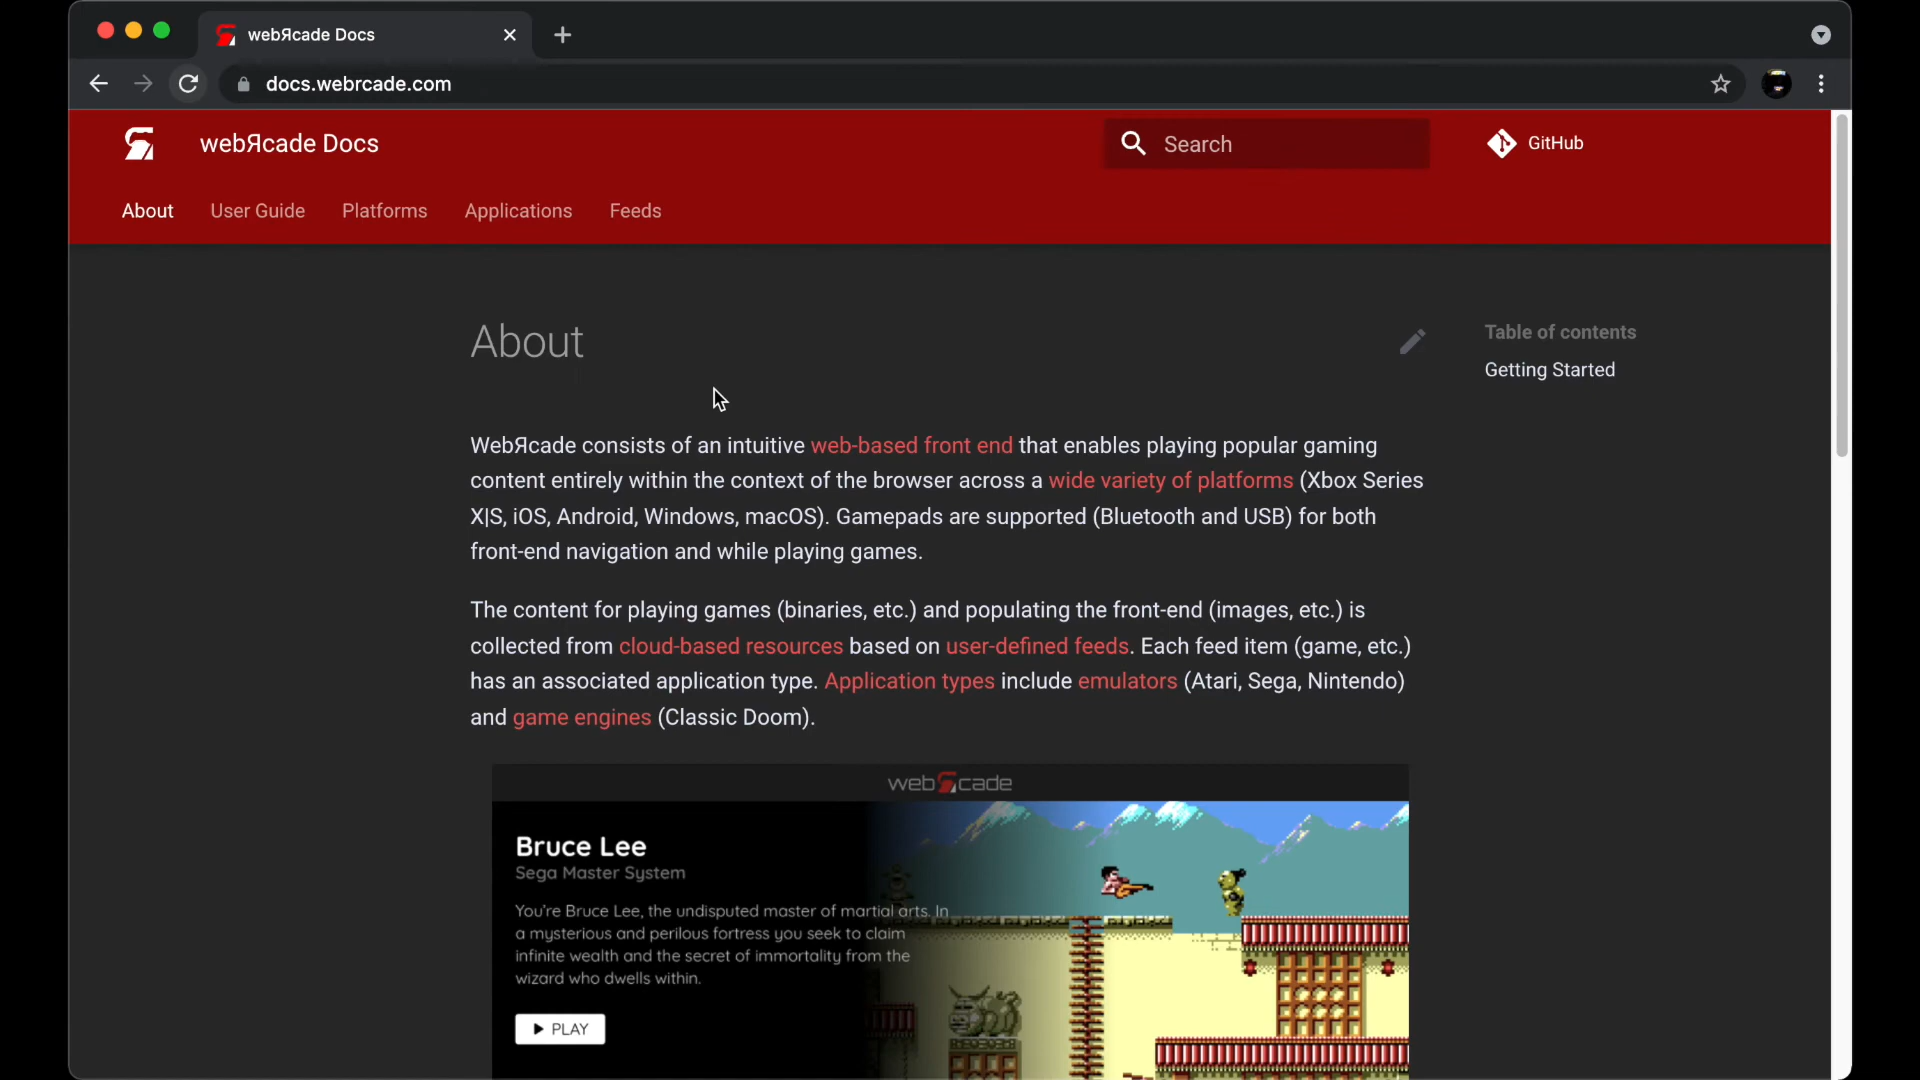 webЯcade Docs
docs.webrcade.com
webЯcade Docs
Search
GitHub
About
User Guide
Platforms
Applications
Feeds
About
Table of contents
Getting Started
WebЯcade consists of an intuitive web-based front end that enables playing popular gaming
content entirely within the context of the browser across a wide variety of platforms (Xbox Series
X|S, iOS, Android, Windows, macOS). Gamepads are supported (Bluetooth and USB) for both
front-end navigation and while playing games.
The content for playing games (binaries, etc.) and populating the front-end (images, etc.) is
collected from cloud-based resources based on user-defined feeds. Each feed item (game, etc.)
has an associated application type. Application types include emulators (Atari, Sega, Nintendo)
and game engines (Classic Doom).
webЯcade
Bruce Lee
Sega Master System
You're Bruce Lee, the undisputed master of martial arts. In
a mysterious and perilous fortress you seek to claim
infinite wealth and the secret of immortality from the
wizard who dwells within.
PLAY